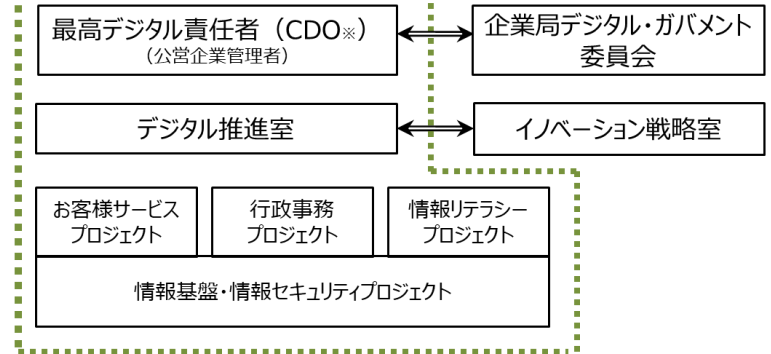 最高デジタル責任者（CDO※）
（公営企業管理者）
企業局デジタル・ガバメント
委員会
デジタル推進室
イノベーション戦略室
お客様サービス
プロジェクト
行政事務
プロジェクト
情報リテラシー
プロジェクト
情報基盤・情報セキュリティプロジェクト